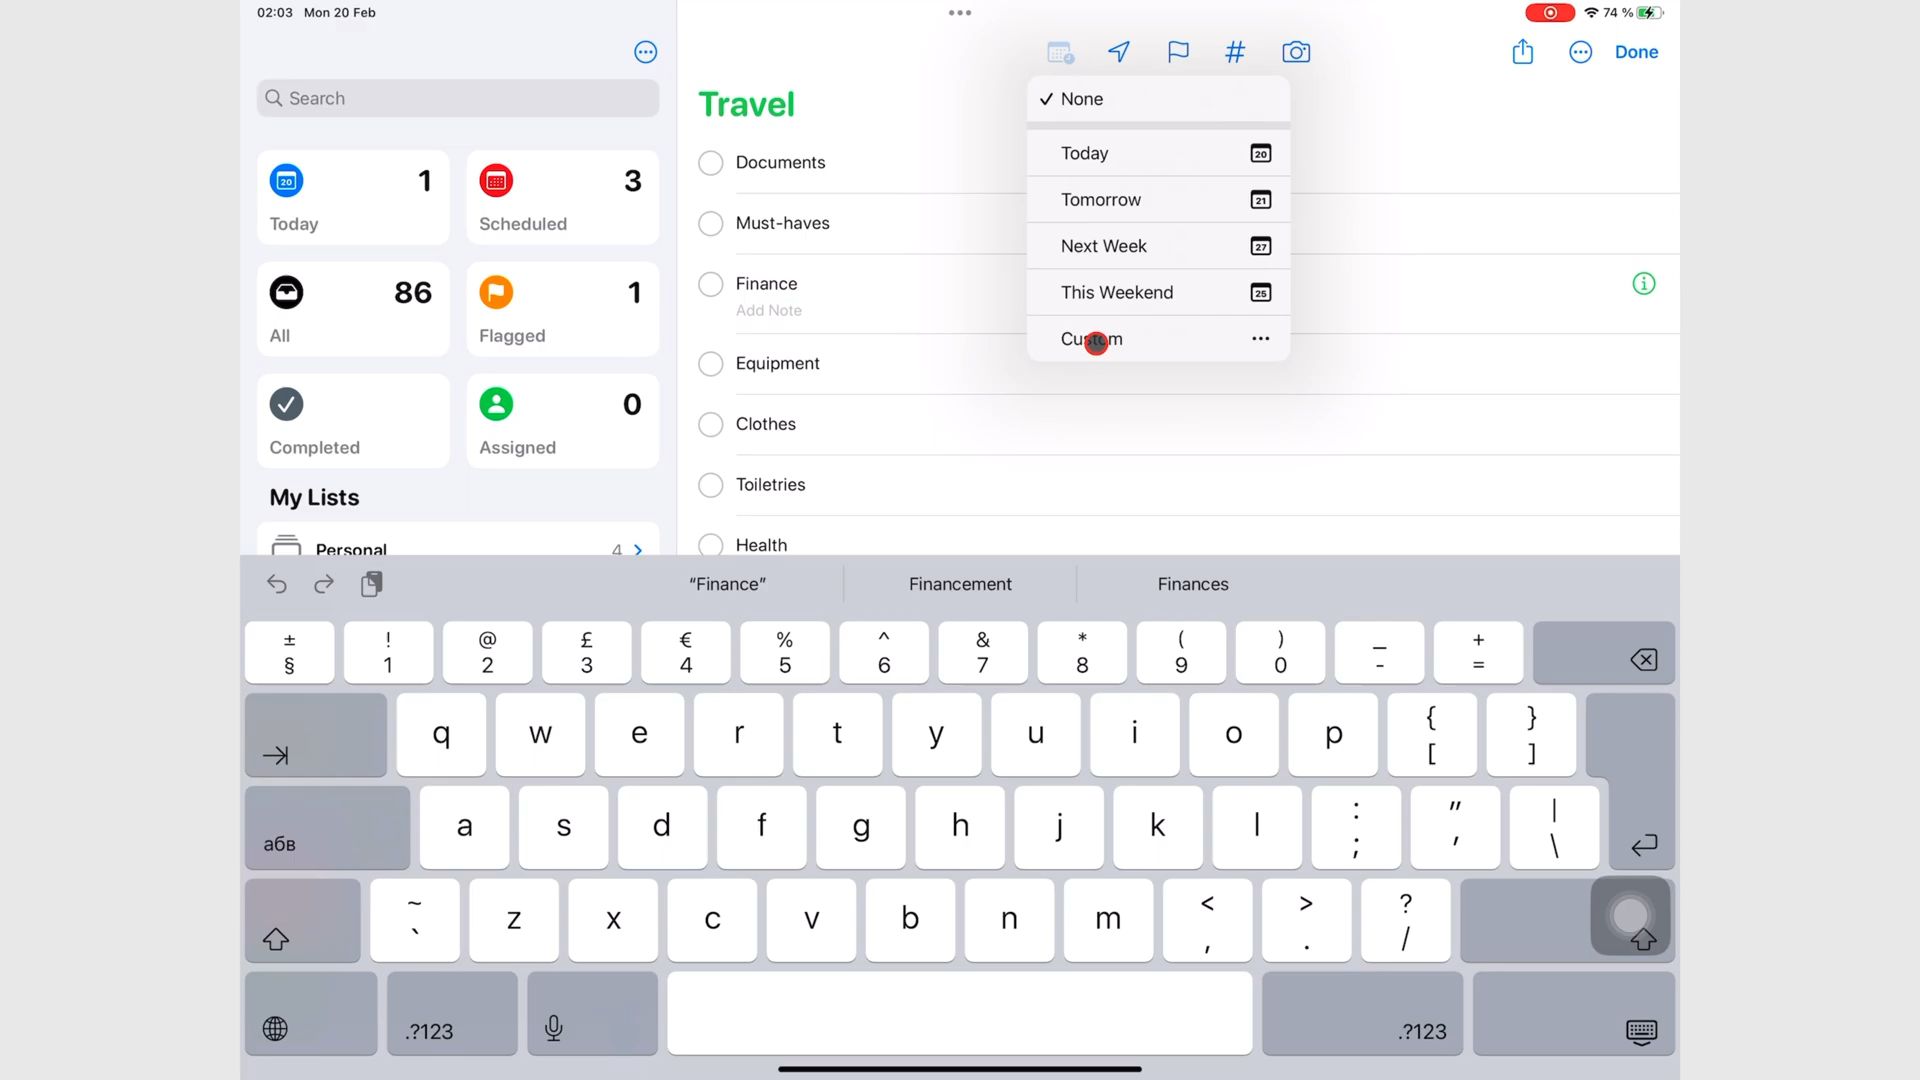 02:03 Mon 20 Feb
74 %
Done
Search
20
1
Today
3
Scheduled
86
All
1
Flagged
Completed
0
Assigned
My Lists
Personal
4
Travel
Documents
Must-haves
Finance
Add Note
Equipment
Clothes
Toiletries
Health
✓ None
Today 20
Tomorrow 21
Next Week 27
This Weekend 25
Custom
“Finance” Financement Finances
± ! @ £ € % ^ & * ( ) _ +
§ 1 2 3 4 5 6 7 8 9 0 - =
q w e r t y u i o p { [ } ]
абв a s d f g h j k l : ; " ' | \
~ ` z x c v b n m < , > . ? /
.?123 .?123